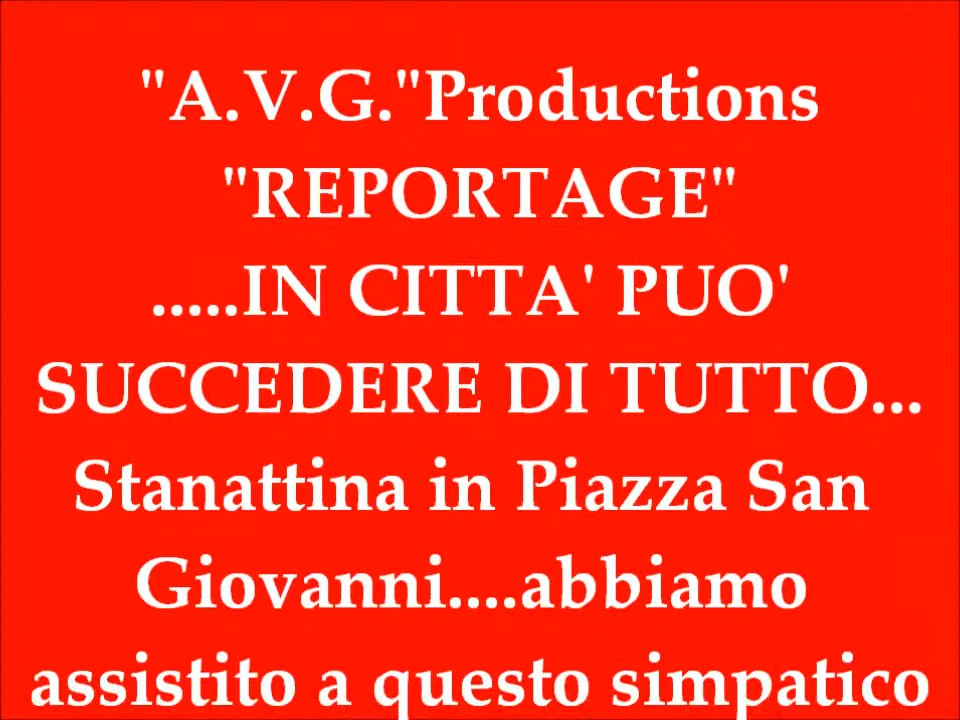 "A.V.G."Productions
"REPORTAGE"
.....IN CITTA' PUO'
SUCCEDERE DI TUTTO...
Stanattina in Piazza San
Giovanni....abbiamo
assistito a questo simpatico